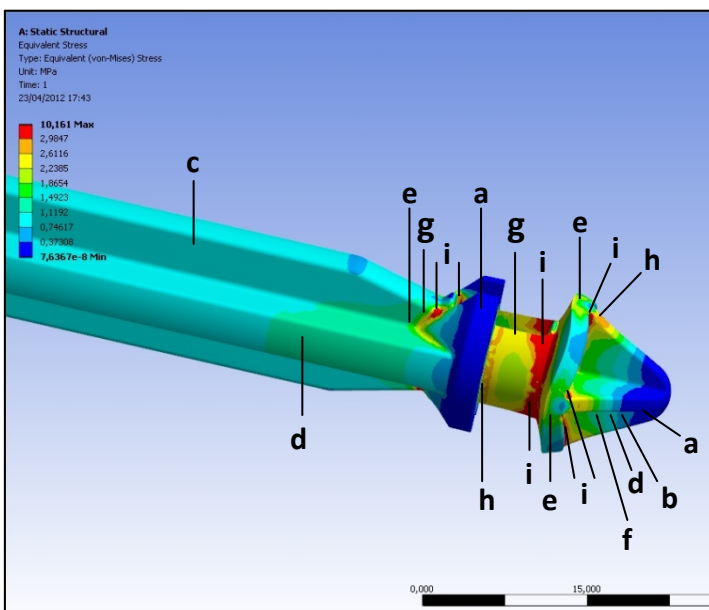 A: Static Structural
Equivalent Stress
Type: Equivalent (von-Mises) Stress
Unit: MPa
Time: 1
23/04/2012 17:43
10,161 Max
2,9847
2,6116
2,2385
1,8654
1,4923
1,1192
0,74617
0,37308
7,6367e-8 Min
c
e
a
g
g
e
i
i
i
h
d
h
i
e
i
f
d
b
a
0,000
15,000